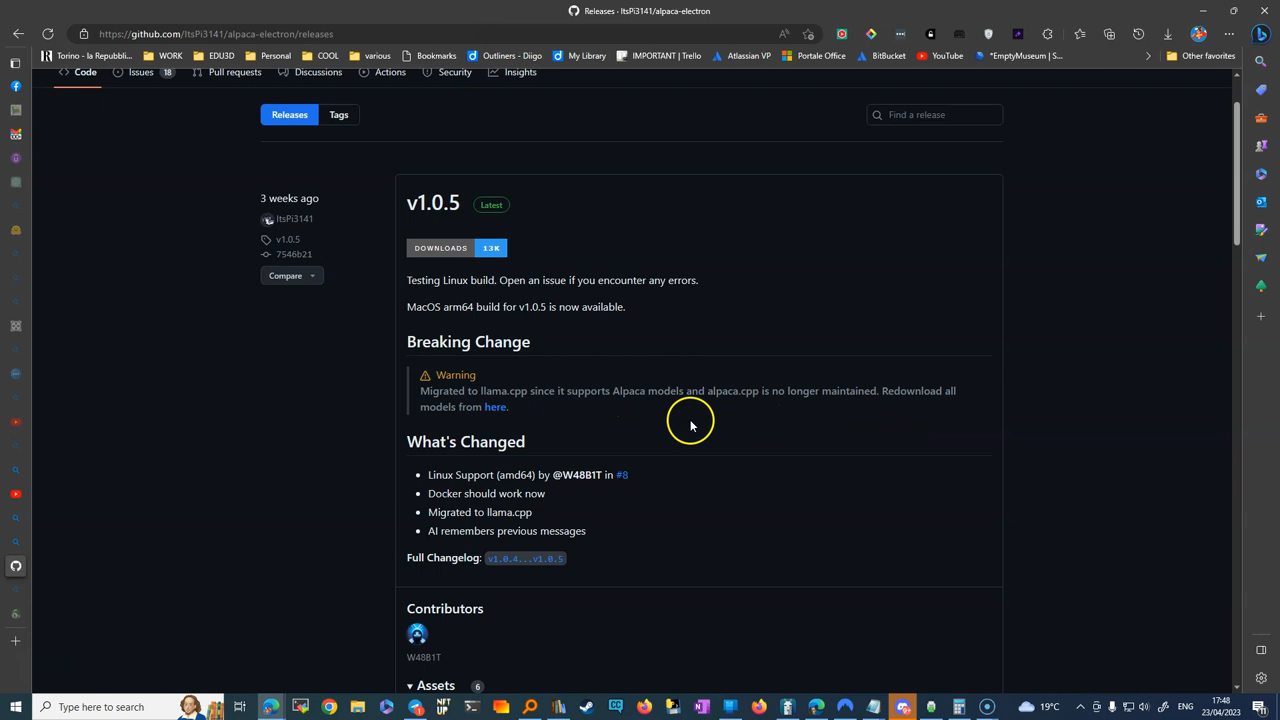 Releases · ItsPi3141/alpaca-electron
https://github.com/ItsPi3141/alpaca-electron/releases
Torino – la Repubbl...
WORK
EDU(I)S
Personal
COOL
various
Bookmarks
Outliners - Diigo
My Library
IMPORTANT | Trello
Atlassian VP
Portale Office
BitBucket
YouTube
*EmptyMuseum | S...
Other favorites
Code
Issues 18
Pull requests
Discussions
Actions
Security
Insights
Releases
Tags
Find a release
3 weeks ago
ItsPi3141
v1.0.5
7546b21
Compare
v1.0.5
Latest
DOWNLOADS 13K
Testing Linux build. Open an issue if you encounter any errors.
MacOS arm64 build for v1.0.5 is now available.
Breaking Change
Warning
Migrated to llama.cpp since it supports Alpaca models and alpaca.cpp is no longer maintained. Redownload all
models from here.
What's Changed
• Linux Support (amd64) by @W48B1T in #8
• Docker should work now
• Migrated to llama.cpp
• AI remembers previous messages
Full Changelog: v1.0.4...v1.0.5
Contributors
W48B1T
Assets 6
Type here to search
NFT
UP
19°C
17:48
23/04/2023